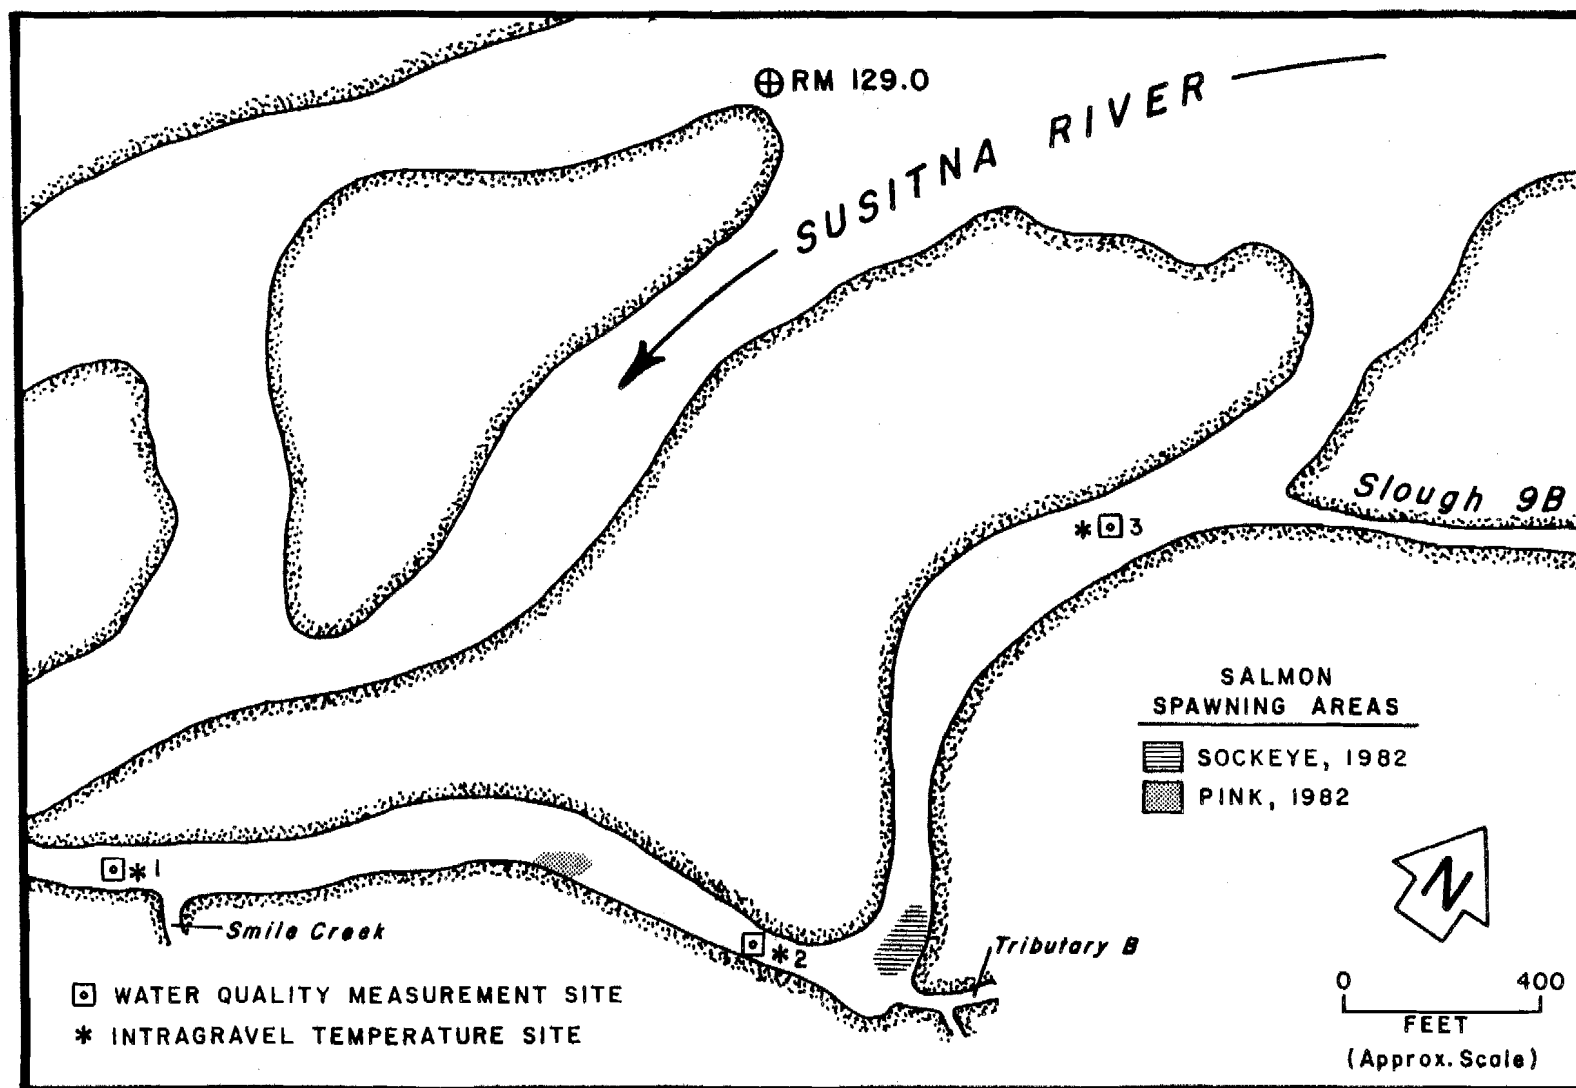 RM 129.0
SUSITNA RIVER
Slough 9B
3
SALMON
SPAWNING AREAS
SOCKEYE, 1982
PINK, 1982
1
N
Smile Creek
2
Tributary B
WATER QUALITY MEASUREMENT SITE
INTRAGRAVEL TEMPERATURE SITE
0 400
FEET
(Approx. Scale)